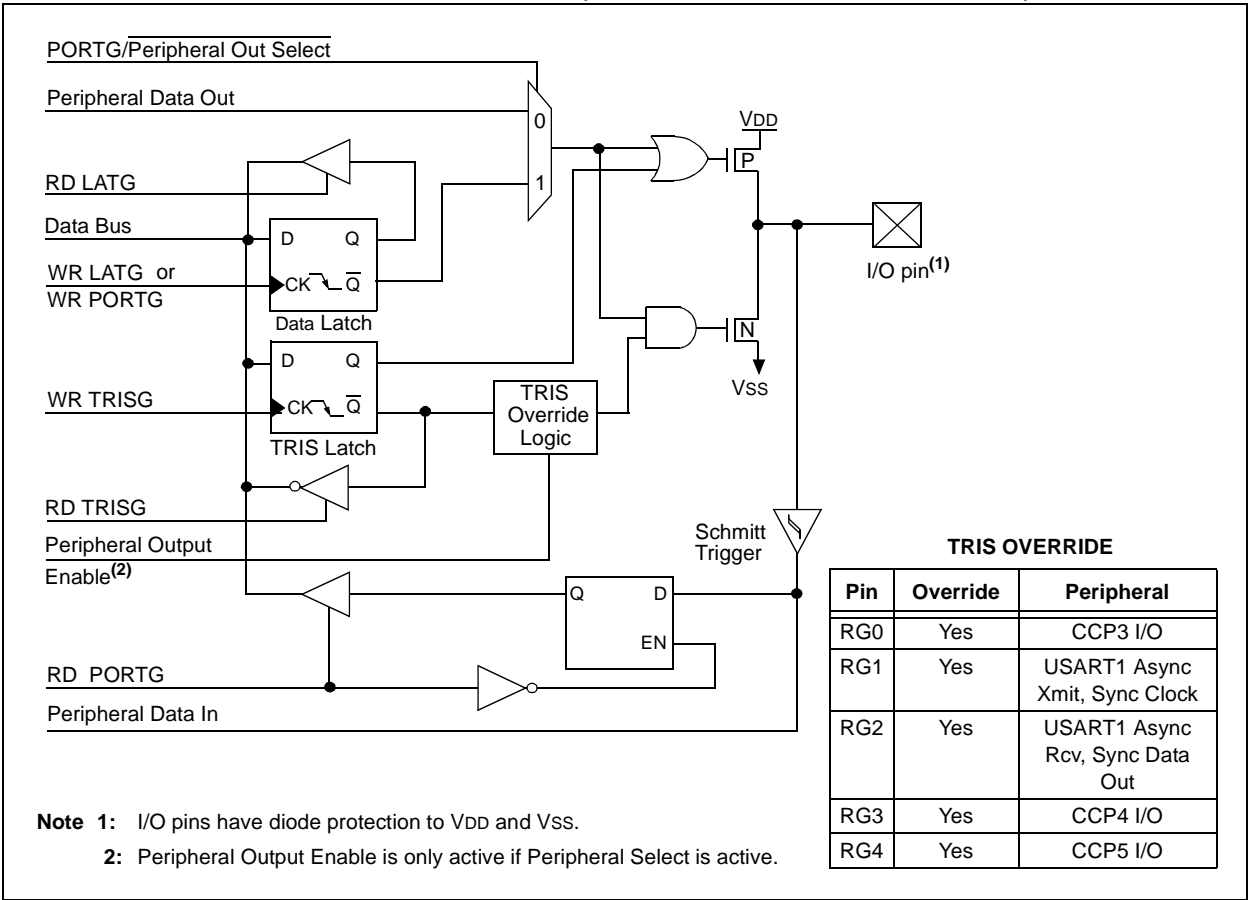 PORTG/Peripheral Out Select
Peripheral Data Out
0
VDD
P
RD LATG
1
Data Bus
D Q
WR LATG or
WR PORTG
CK Q
I/O pin(1)
Data Latch
N
D Q
VSS
WR TRISG
CK Q
TRIS
Override
Logic
TRIS Latch
RD TRISG
Peripheral Output
Enable(2)
Schmitt
Trigger
Q D
EN
RD PORTG
Peripheral Data In
TRIS OVERRIDE
Pin Override Peripheral
RG0 Yes CCP3 I/O
RG1 Yes USART1 Async
Xmit, Sync Clock
RG2 Yes USART1 Async
Rcv, Sync Data
Out
RG3 Yes CCP4 I/O
RG4 Yes CCP5 I/O
Note 1: I/O pins have diode protection to VDD and VSS.
2: Peripheral Output Enable is only active if Peripheral Select is active.